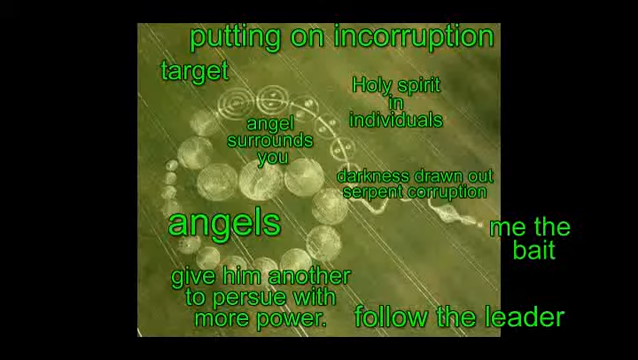 putting on incorruption
target
Holy spirit
in
individuals
angel
surrounds
you
darkness drawn out
serpent corruption
angels
me the
bait
give him another
to persue with
more power.
follow the leader